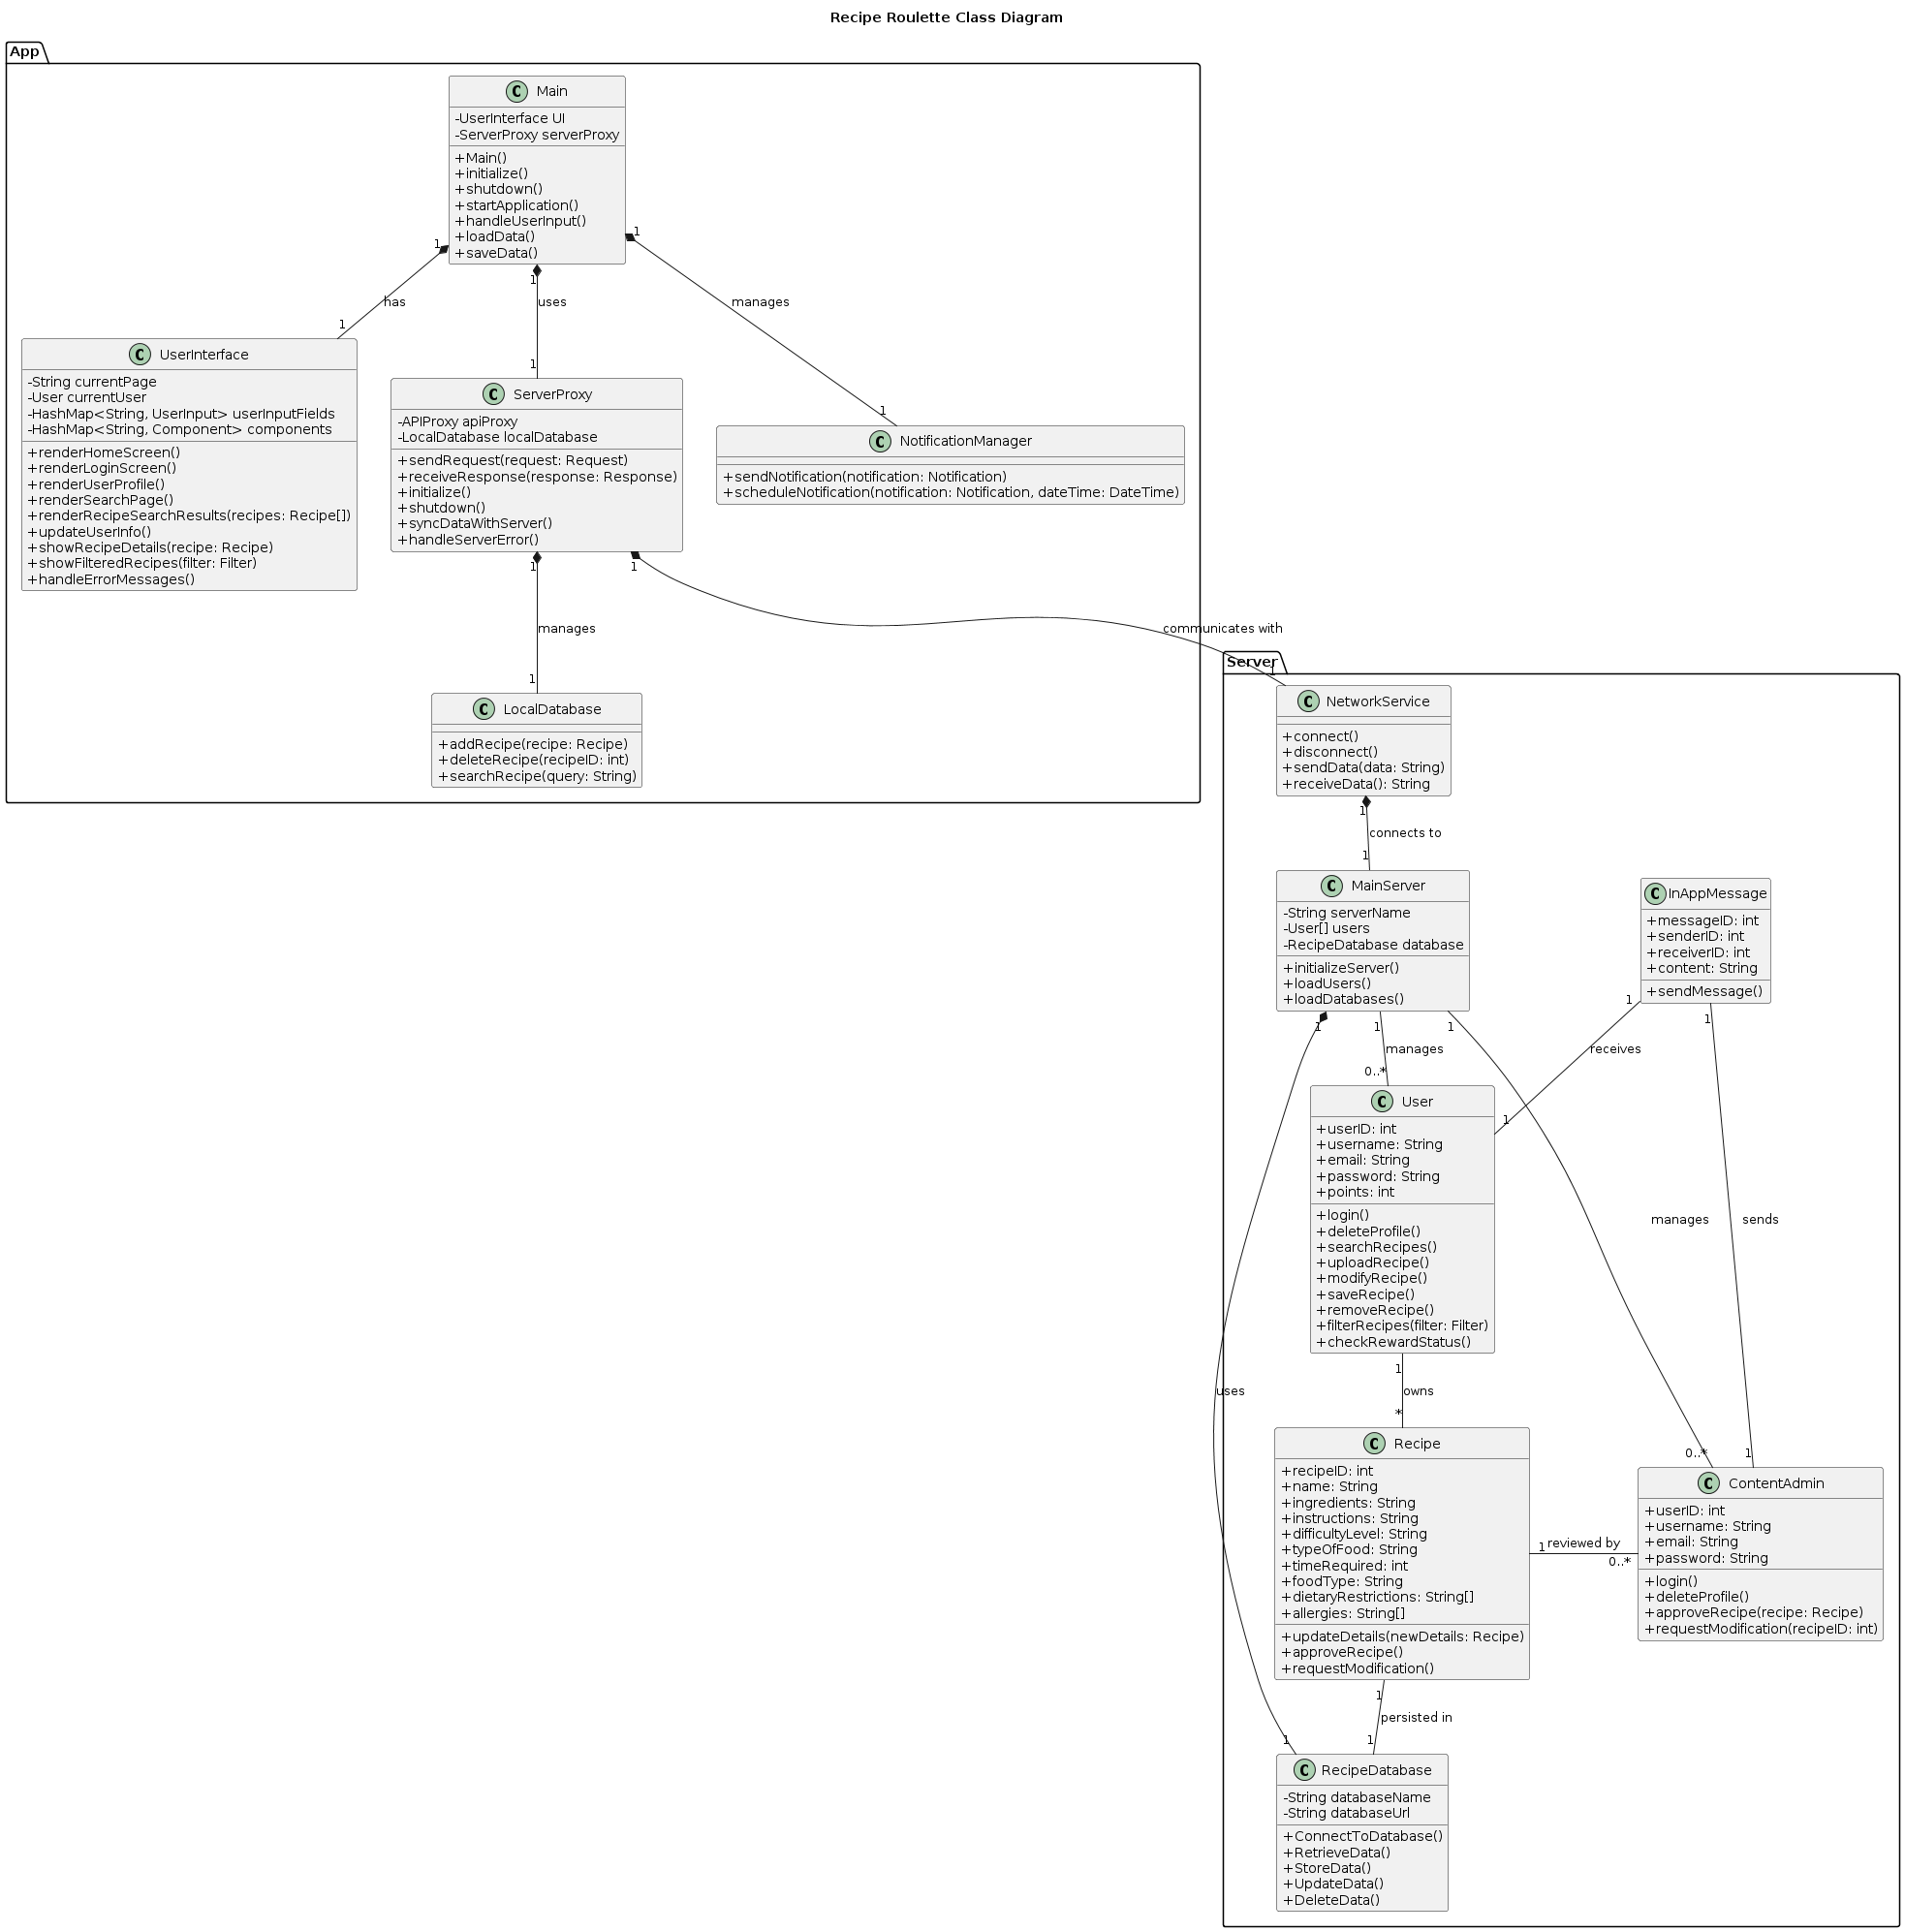 Recipe Roulette Class Diagram
App
C Main
-UserInterface UI
-ServerProxy serverProxy
+Main()
+initialize()
+shutdown()
+startApplication()
+handleUserInput()
+loadData()
+saveData()
1
1
1
has
uses
manages
1
1
1
C UserInterface
-String currentPage
-User currentUser
-HashMap<String, UserInput> userInputFields
-HashMap<String, Component> components
+renderHomeScreen()
+renderLoginScreen()
+renderUserProfile()
+renderSearchPage()
+renderRecipeSearchResults(recipes: Recipe[])
+updateUserInfo()
+showRecipeDetails(recipe: Recipe)
+showFilteredRecipes(filter: Filter)
+handleErrorMessages()
C ServerProxy
-APIProxy apiProxy
-LocalDatabase localDatabase
+sendRequest(request: Request)
+receiveResponse(response: Response)
+initialize()
+shutdown()
+syncDataWithServer()
+handleServerError()
C NotificationManager
+sendNotification(notification: Notification)
+scheduleNotification(notification: Notification, dateTime: DateTime)
1
1
manages
communicates with
1
1
C LocalDatabase
+addRecipe(recipe: Recipe)
+deleteRecipe(recipeID: int)
+searchRecipe(query: String)
Server
C NetworkService
+connect()
+disconnect()
+sendData(data: String)
+receiveData(): String
1
connects to
1
C MainServer
-String serverName
-User[] users
-RecipeDatabase database
+initializeServer()
+loadUsers()
+loadDatabases()
C InAppMessage
+messageID: int
+senderID: int
+receiverID: int
+content: String
+sendMessage()
1
1
1
1
1
manages
receives
0..*
1
C User
+userID: int
+username: String
+email: String
+password: String
+points: int
+login()
+deleteProfile()
+searchRecipes()
+uploadRecipe()
+modifyRecipe()
+saveRecipe()
+removeRecipe()
+filterRecipes(filter: Filter)
+checkRewardStatus()
manages
sends
1
uses
owns
*
0..*
1
C Recipe
+recipeID: int
+name: String
+ingredients: String
+instructions: String
+difficultyLevel: String
+typeOfFood: String
+timeRequired: int
+foodType: String
+dietaryRestrictions: String[]
+allergies: String[]
+updateDetails(newDetails: Recipe)
+approveRecipe()
+requestModification()
1
reviewed by
0..*
C ContentAdmin
+userID: int
+username: String
+email: String
+password: String
+login()
+deleteProfile()
+approveRecipe(recipe: Recipe)
+requestModification(recipeID: int)
1
persisted in
1
1
C RecipeDatabase
-String databaseName
-String databaseUrl
+ConnectToDatabase()
+RetrieveData()
+StoreData()
+UpdateData()
+DeleteData()